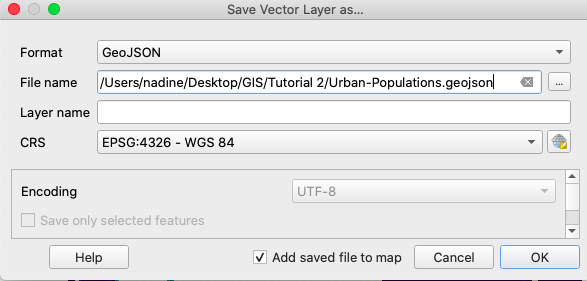 Save Vector Layer as...
Format GeoJSON
File name /Users/nadine/Desktop/GIS/Tutorial 2/Urban-Populations.geojson ...
Layer name
CRS EPSG:4326 - WGS 84
Encoding UTF-8
Save only selected features
Help Add saved file to map Cancel OK